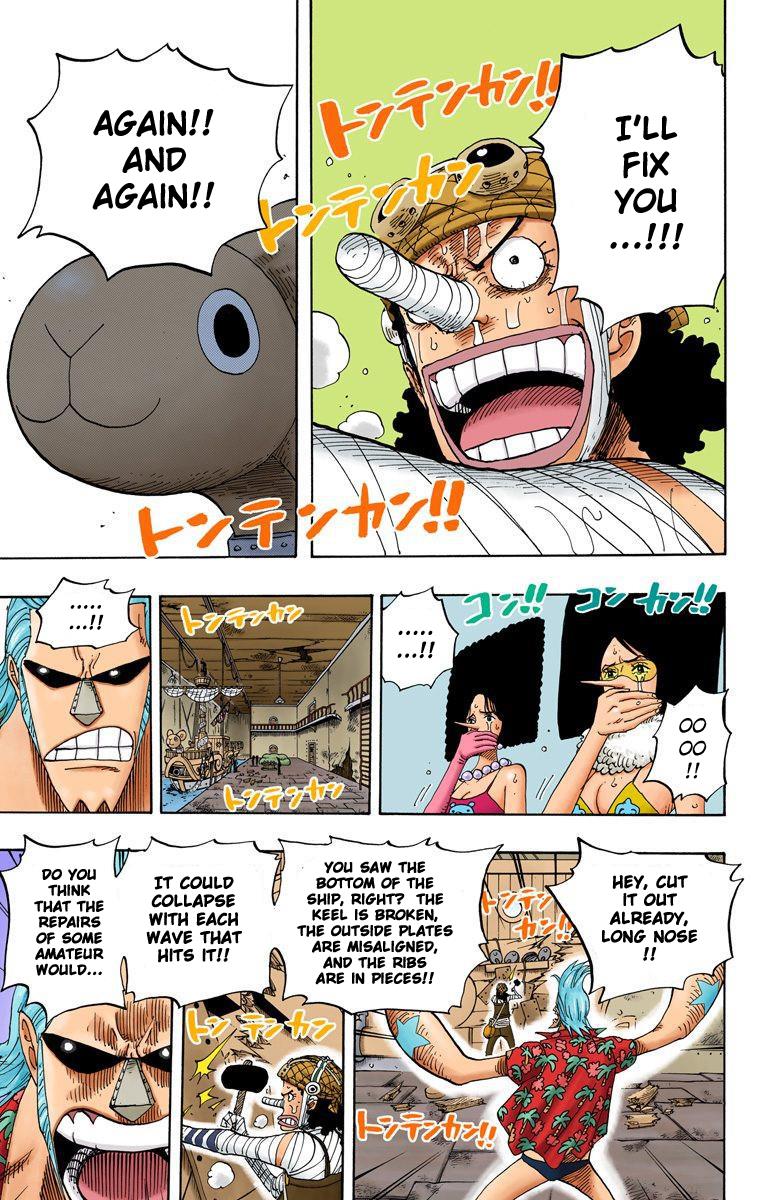 I'LL
FIX
YOU
...!!!
トンテンカン!!
トンテンカン
AGAIN!!
AND
AGAIN!!
トンテンカン!!
コン!!
コン カン!!
OO
OO
!!
.....
...!!
トンテンカン
トンテンカン
.....
...!!
HEY, CUT
IT OUT
ALREADY,
LONG NOSE
!!
トンテン
カン!!
トンテンカン!!
YOU SAW THE
BOTTOM OF THE
SHIP, RIGHT? THE
KEEL IS BROKEN,
THE OUTSIDE PLATES
ARE MISALIGNED,
AND THE RIBS
ARE IN PIECES!!
IT COULD
COLLAPSE
WITH EACH
WAVE THAT
HITS IT!!
トンテンカン
DO YOU
THINK
THAT THE
REPAIRS
OF SOME
AMATEUR
WOULD...